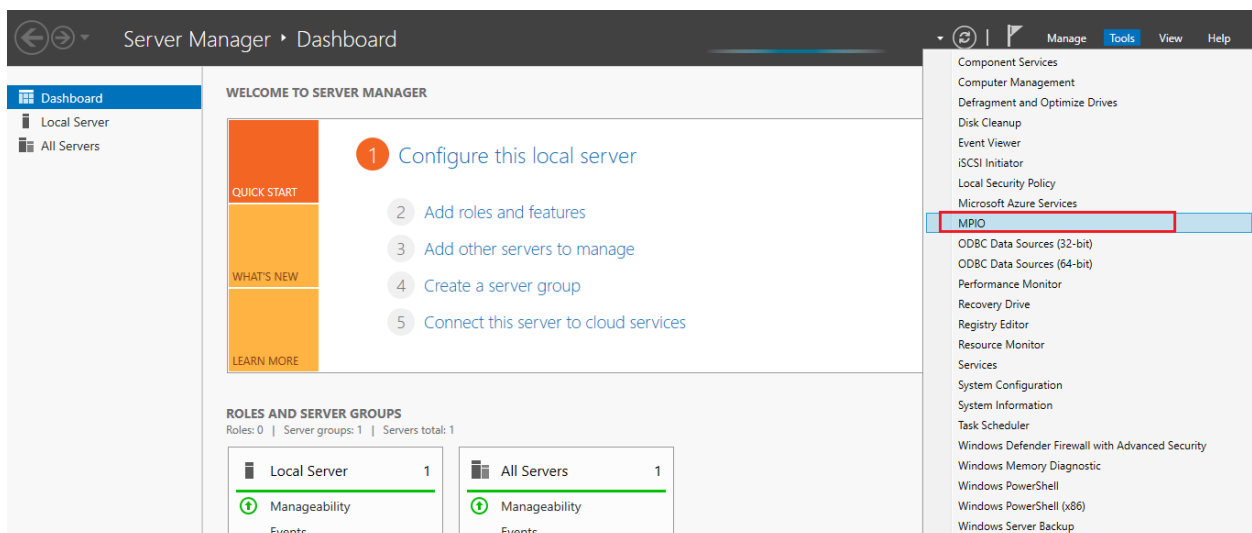 Server Manager ‣ Dashboard
Manage Tools View Help
Dashboard
Local Server
All Servers
WELCOME TO SERVER MANAGER
QUICK START
WHAT'S NEW
LEARN MORE
1 Configure this local server
2 Add roles and features
3 Add other servers to manage
4 Create a server group
5 Connect this server to cloud services
ROLES AND SERVER GROUPS
Roles: 0 | Server groups: 1 | Servers total: 1
Local Server 1
Manageability
Events
All Servers 1
Manageability
Events
Component Services
Computer Management
Defragment and Optimize Drives
Disk Cleanup
Event Viewer
iSCSI Initiator
Local Security Policy
Microsoft Azure Services
MPIO
ODBC Data Sources (32-bit)
ODBC Data Sources (64-bit)
Performance Monitor
Recovery Drive
Registry Editor
Resource Monitor
Services
System Configuration
System Information
Task Scheduler
Windows Defender Firewall with Advanced Security
Windows Memory Diagnostic
Windows PowerShell
Windows PowerShell (x86)
Windows Server Backup